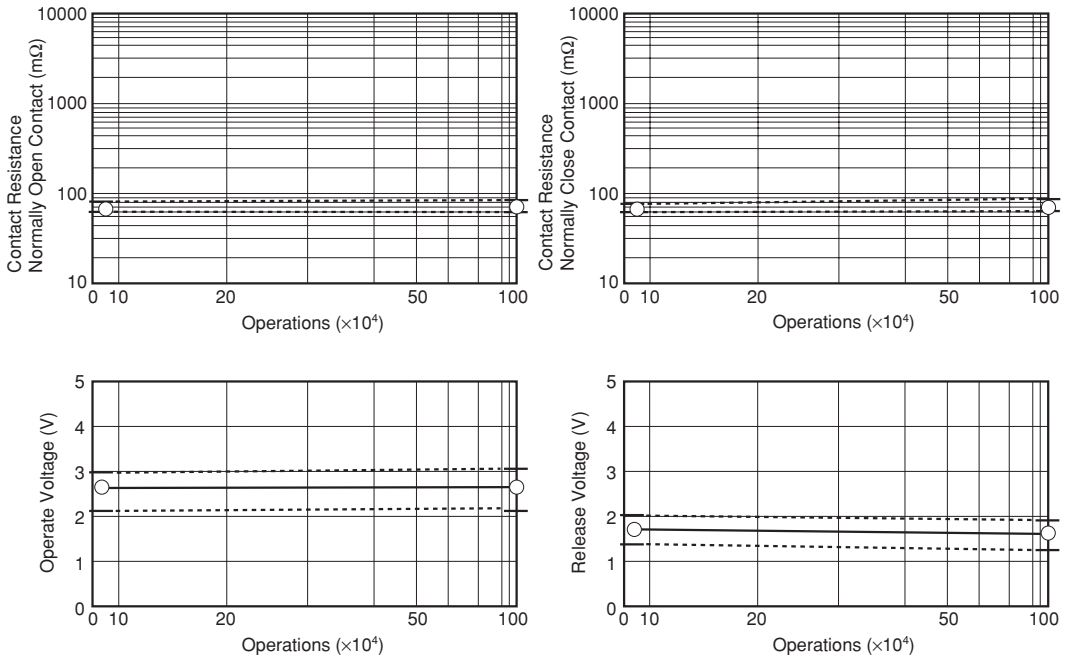 Contact Resistance
Normally Open Contact (mΩ)
10000
1000
100
10
0 10 20 50 100
Operations (×10⁴)
Contact Resistance
Normally Close Contact (mΩ)
10000
1000
100
10
0 10 20 50 100
Operations (×10⁴)
Operate Voltage (V)
5
4
3
2
1
0
0 10 20 50 100
Operations (×10⁴)
Release Voltage (V)
5
4
3
2
1
0
0 10 20 50 100
Operations (×10⁴)